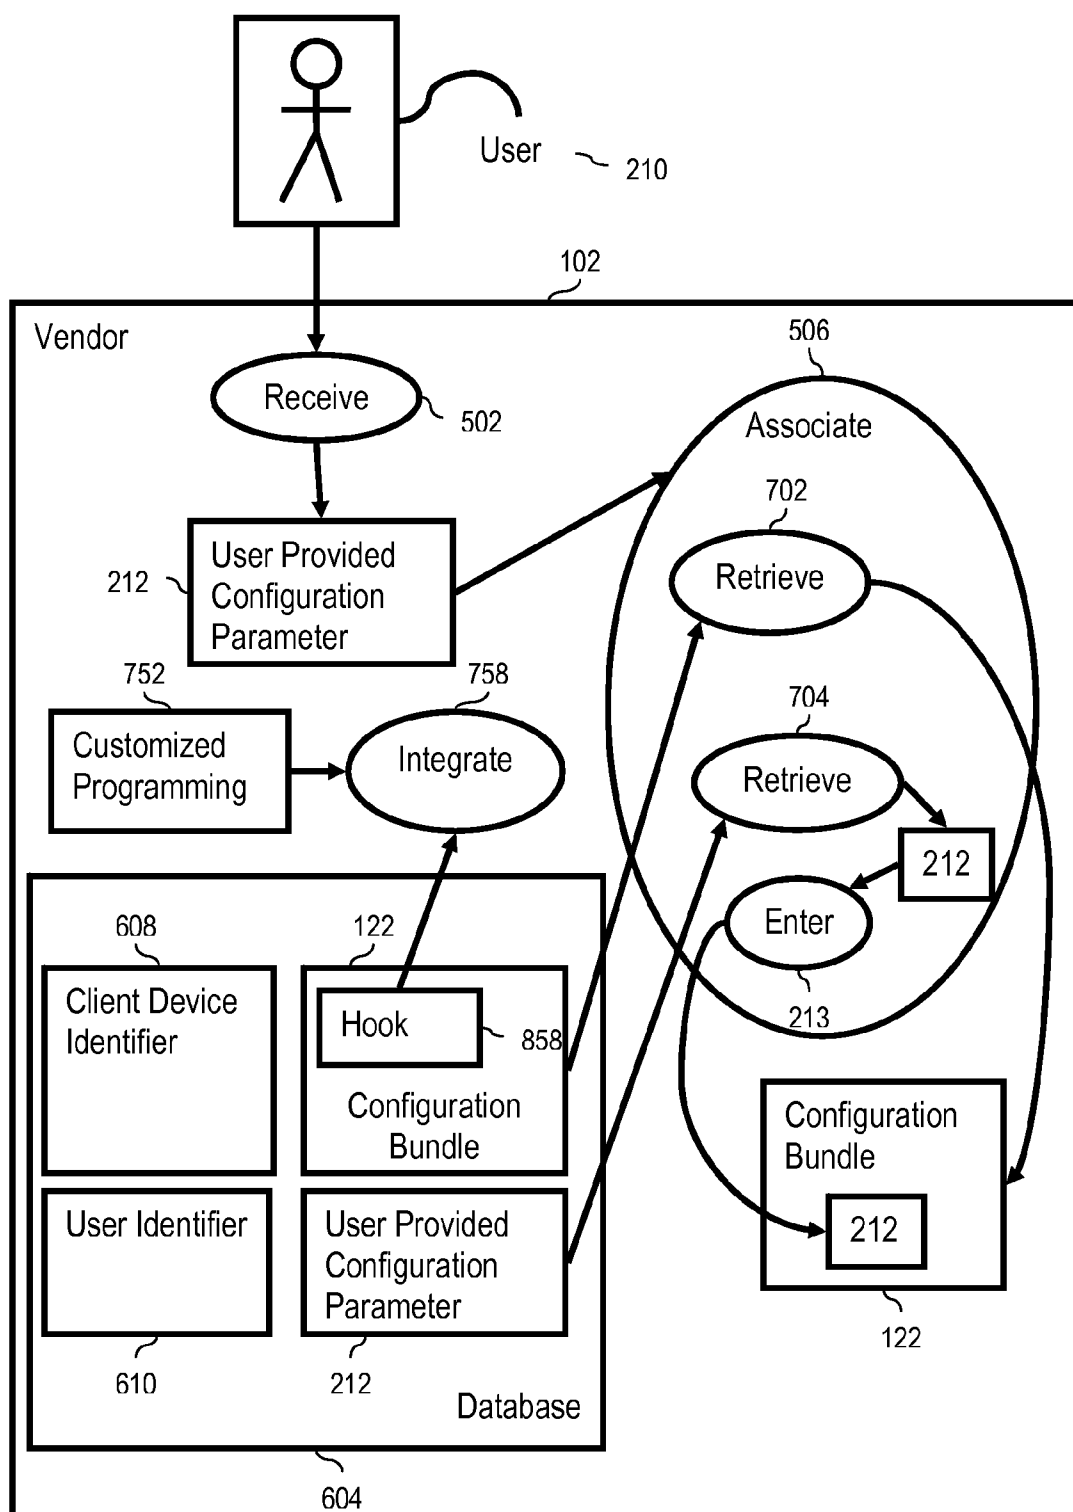 User
210
102
Vendor
506
Receive
502
Associate
702
User Provided
Configuration
Parameter
212
Retrieve
752
758
704
Customized
Programming
Integrate
Retrieve
212
Enter
213
608
122
Client Device
Identifier
Hook
858
Configuration
Bundle
Configuration
Bundle
212
122
User Identifier
User Provided
Configuration
Parameter
610
212
Database
604